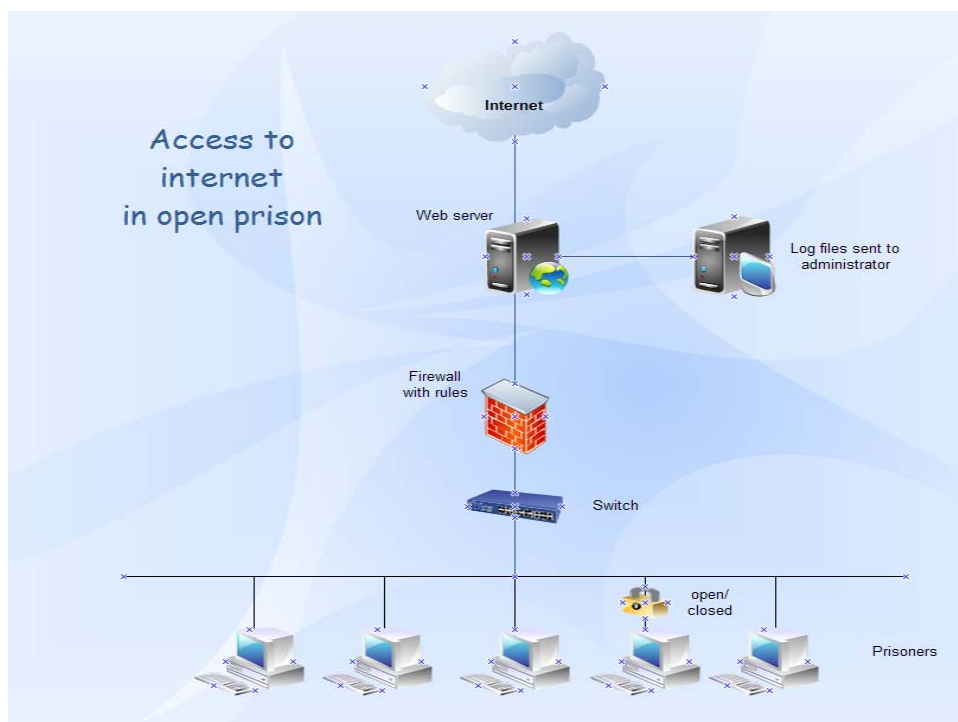 Internet
Access to
internet
in open prison
Web server
Log files sent to
administrator
Firewall
with rules
Switch
open/
closed
Prisoners